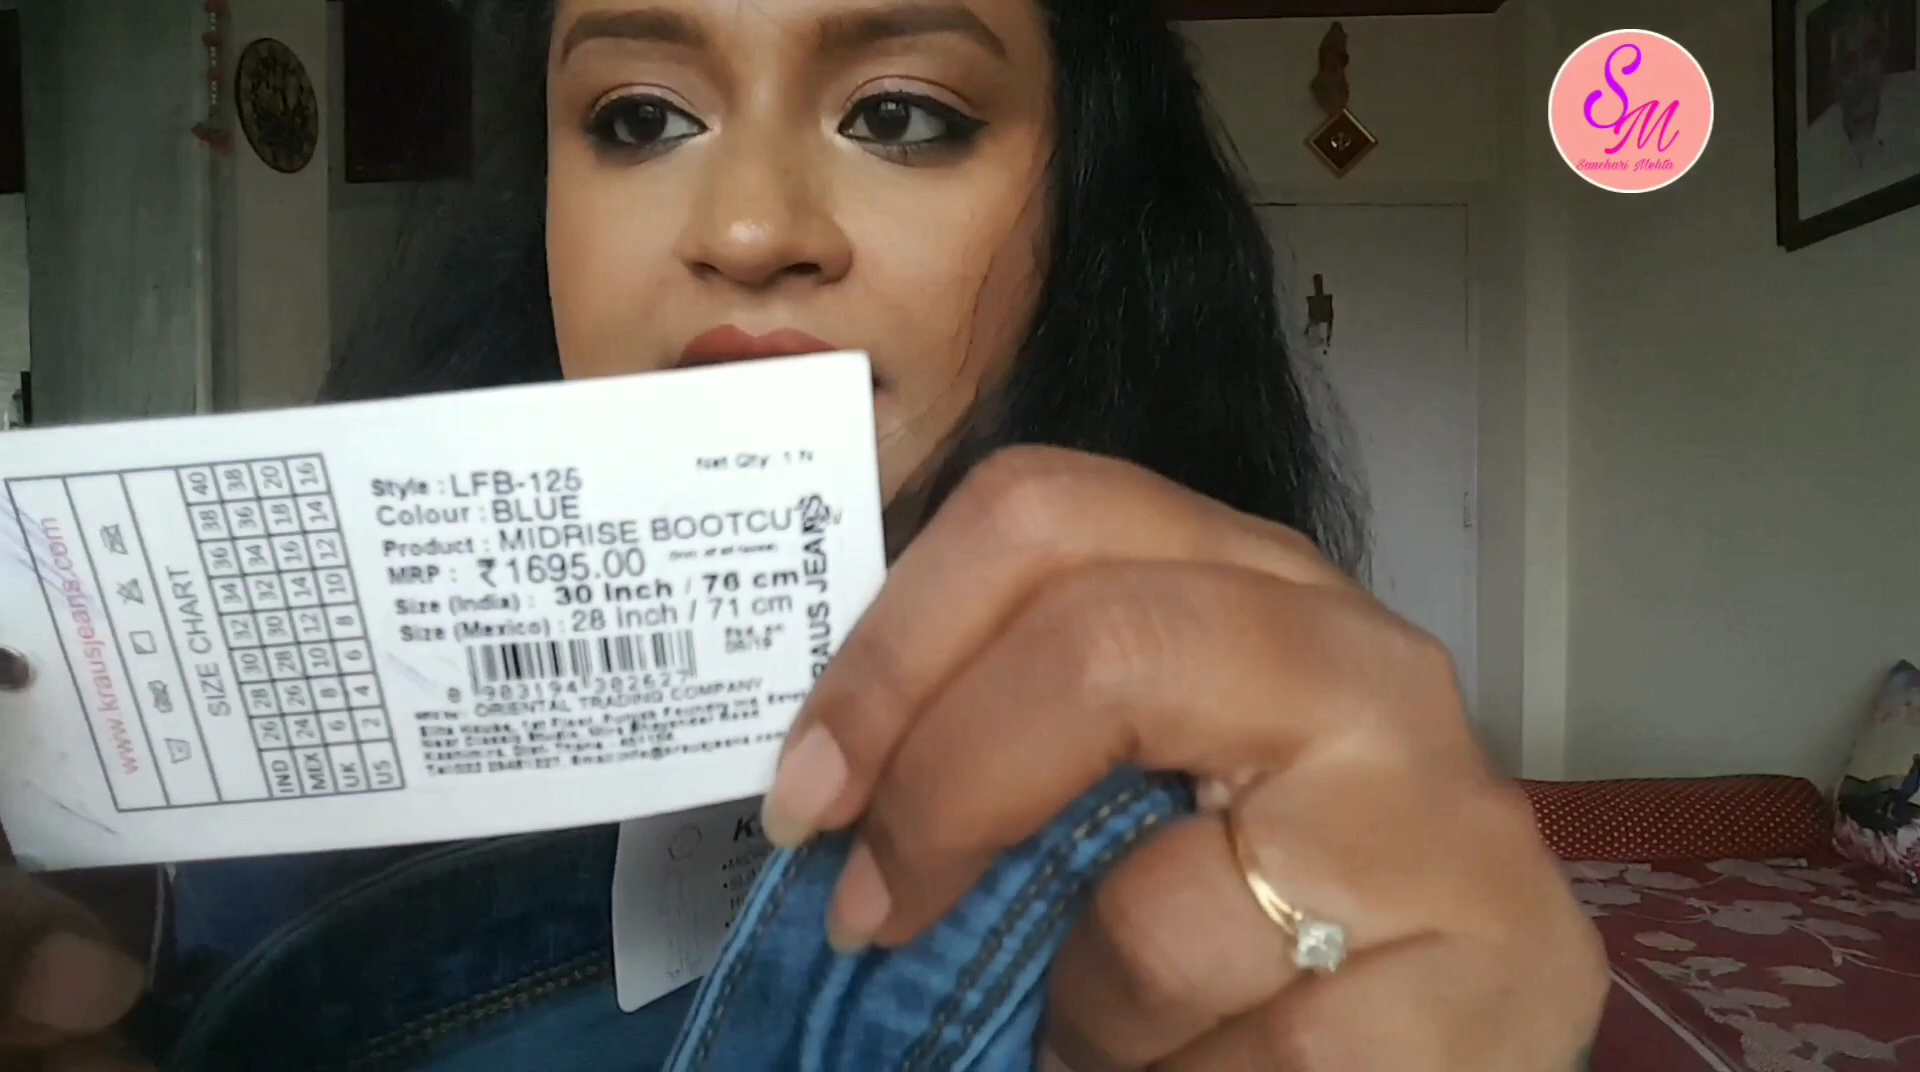 SM
Sanchari Mehta
Net Qty : 1 N
Style : LFB-125
Colour : BLUE
Product : MIDRISE BOOTCUT
MRP : ₹ 1695.00
Size (India) : 30 Inch / 76 cm
Size (Mexico) : 28 Inch / 71 cm
ORIENTAL TRADING COMPANY
KRAUS JEANS
www.krausjeans.com
SIZE CHART
IND 26 28 30 32 34 36 38 40
MEX 24 26 28 30 32 34 36 38
UK 6 8 10 12 14 16 18 20
US 2 4 6 8 10 12 14 16